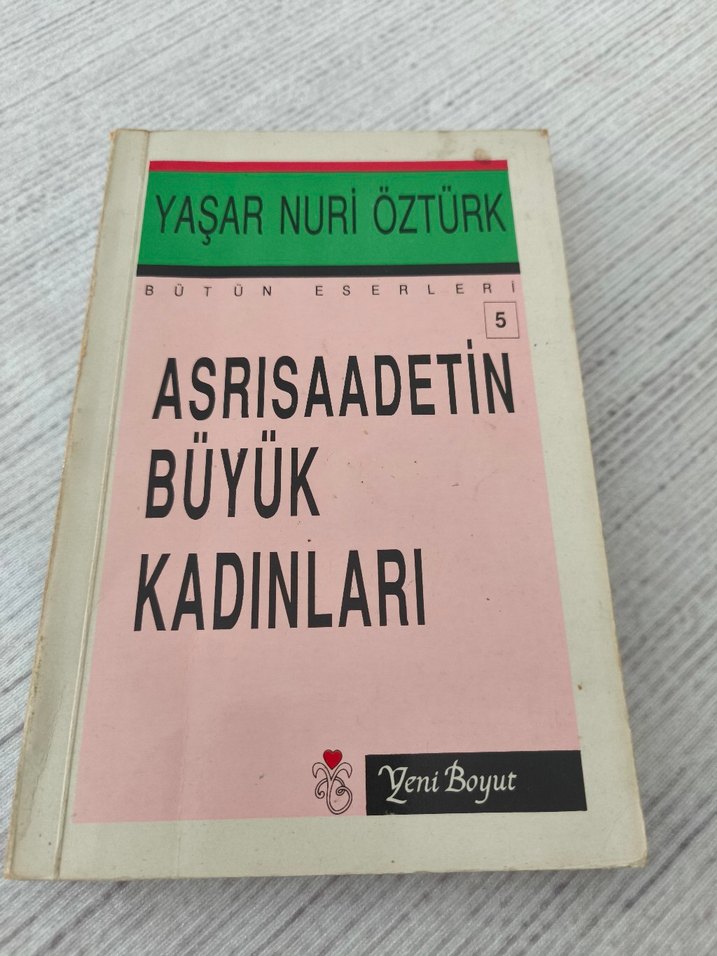 YAŞAR NURİ ÖZTÜRK
BÜTÜN ESERLERİ
5
ASRISAADETİN
BÜYÜK
KADINLARI
Yeni Boyut